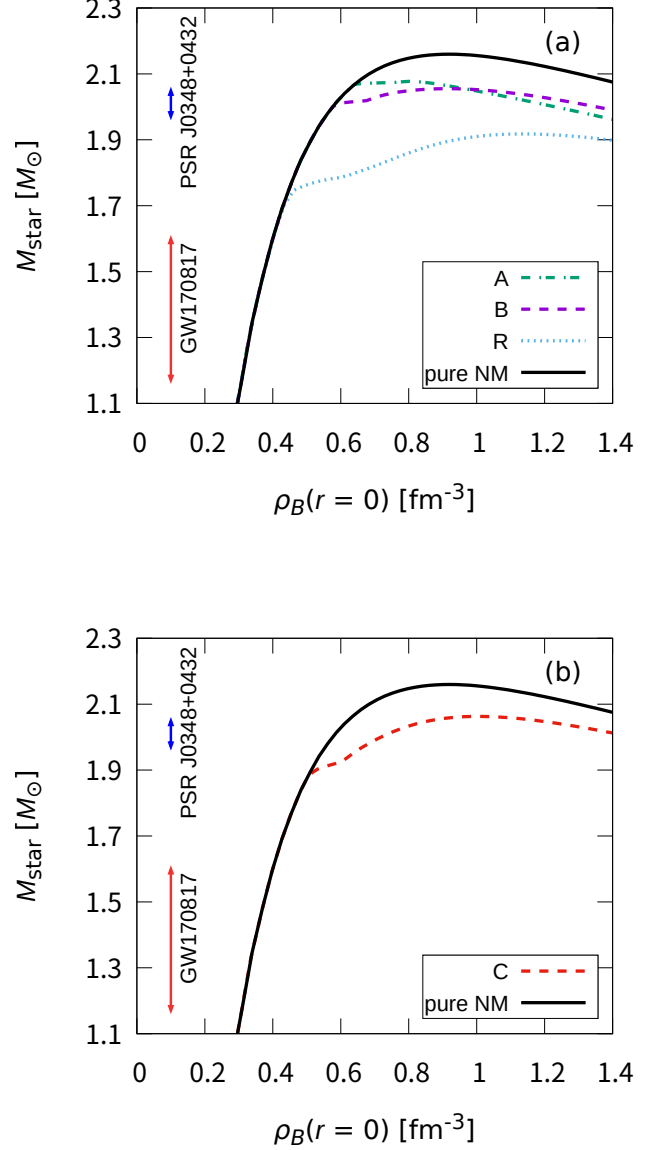 (a)
2.3
2.1
1.9
1.7
1.5
1.3
1.1
M_star [M_⊙]
PSR J0348+0432
GW170817
A
B
R
pure NM
0 0.2 0.4 0.6 0.8 1 1.2 1.4
ρ_B(r = 0) [fm^-3]
(b)
2.3
2.1
1.9
1.7
1.5
1.3
1.1
M_star [M_⊙]
PSR J0348+0432
GW170817
C
pure NM
0 0.2 0.4 0.6 0.8 1 1.2 1.4
ρ_B(r = 0) [fm^-3]